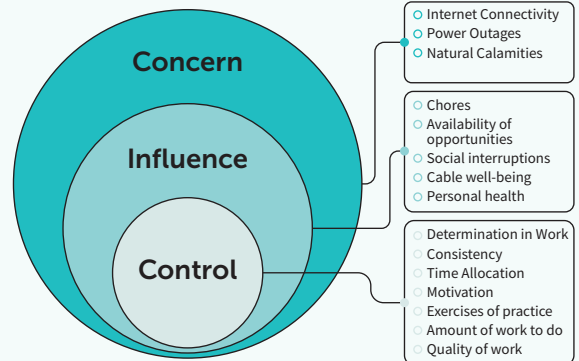 Concern
Influence
Control
Internet Connectivity
Power Outages
Natural Calamities
Chores
Availability of
opportunities
Social interruptions
Cable well-being
Personal health
Determination in Work
Consistency
Time Allocation
Motivation
Exercises of practice
Amount of work to do
Quality of work